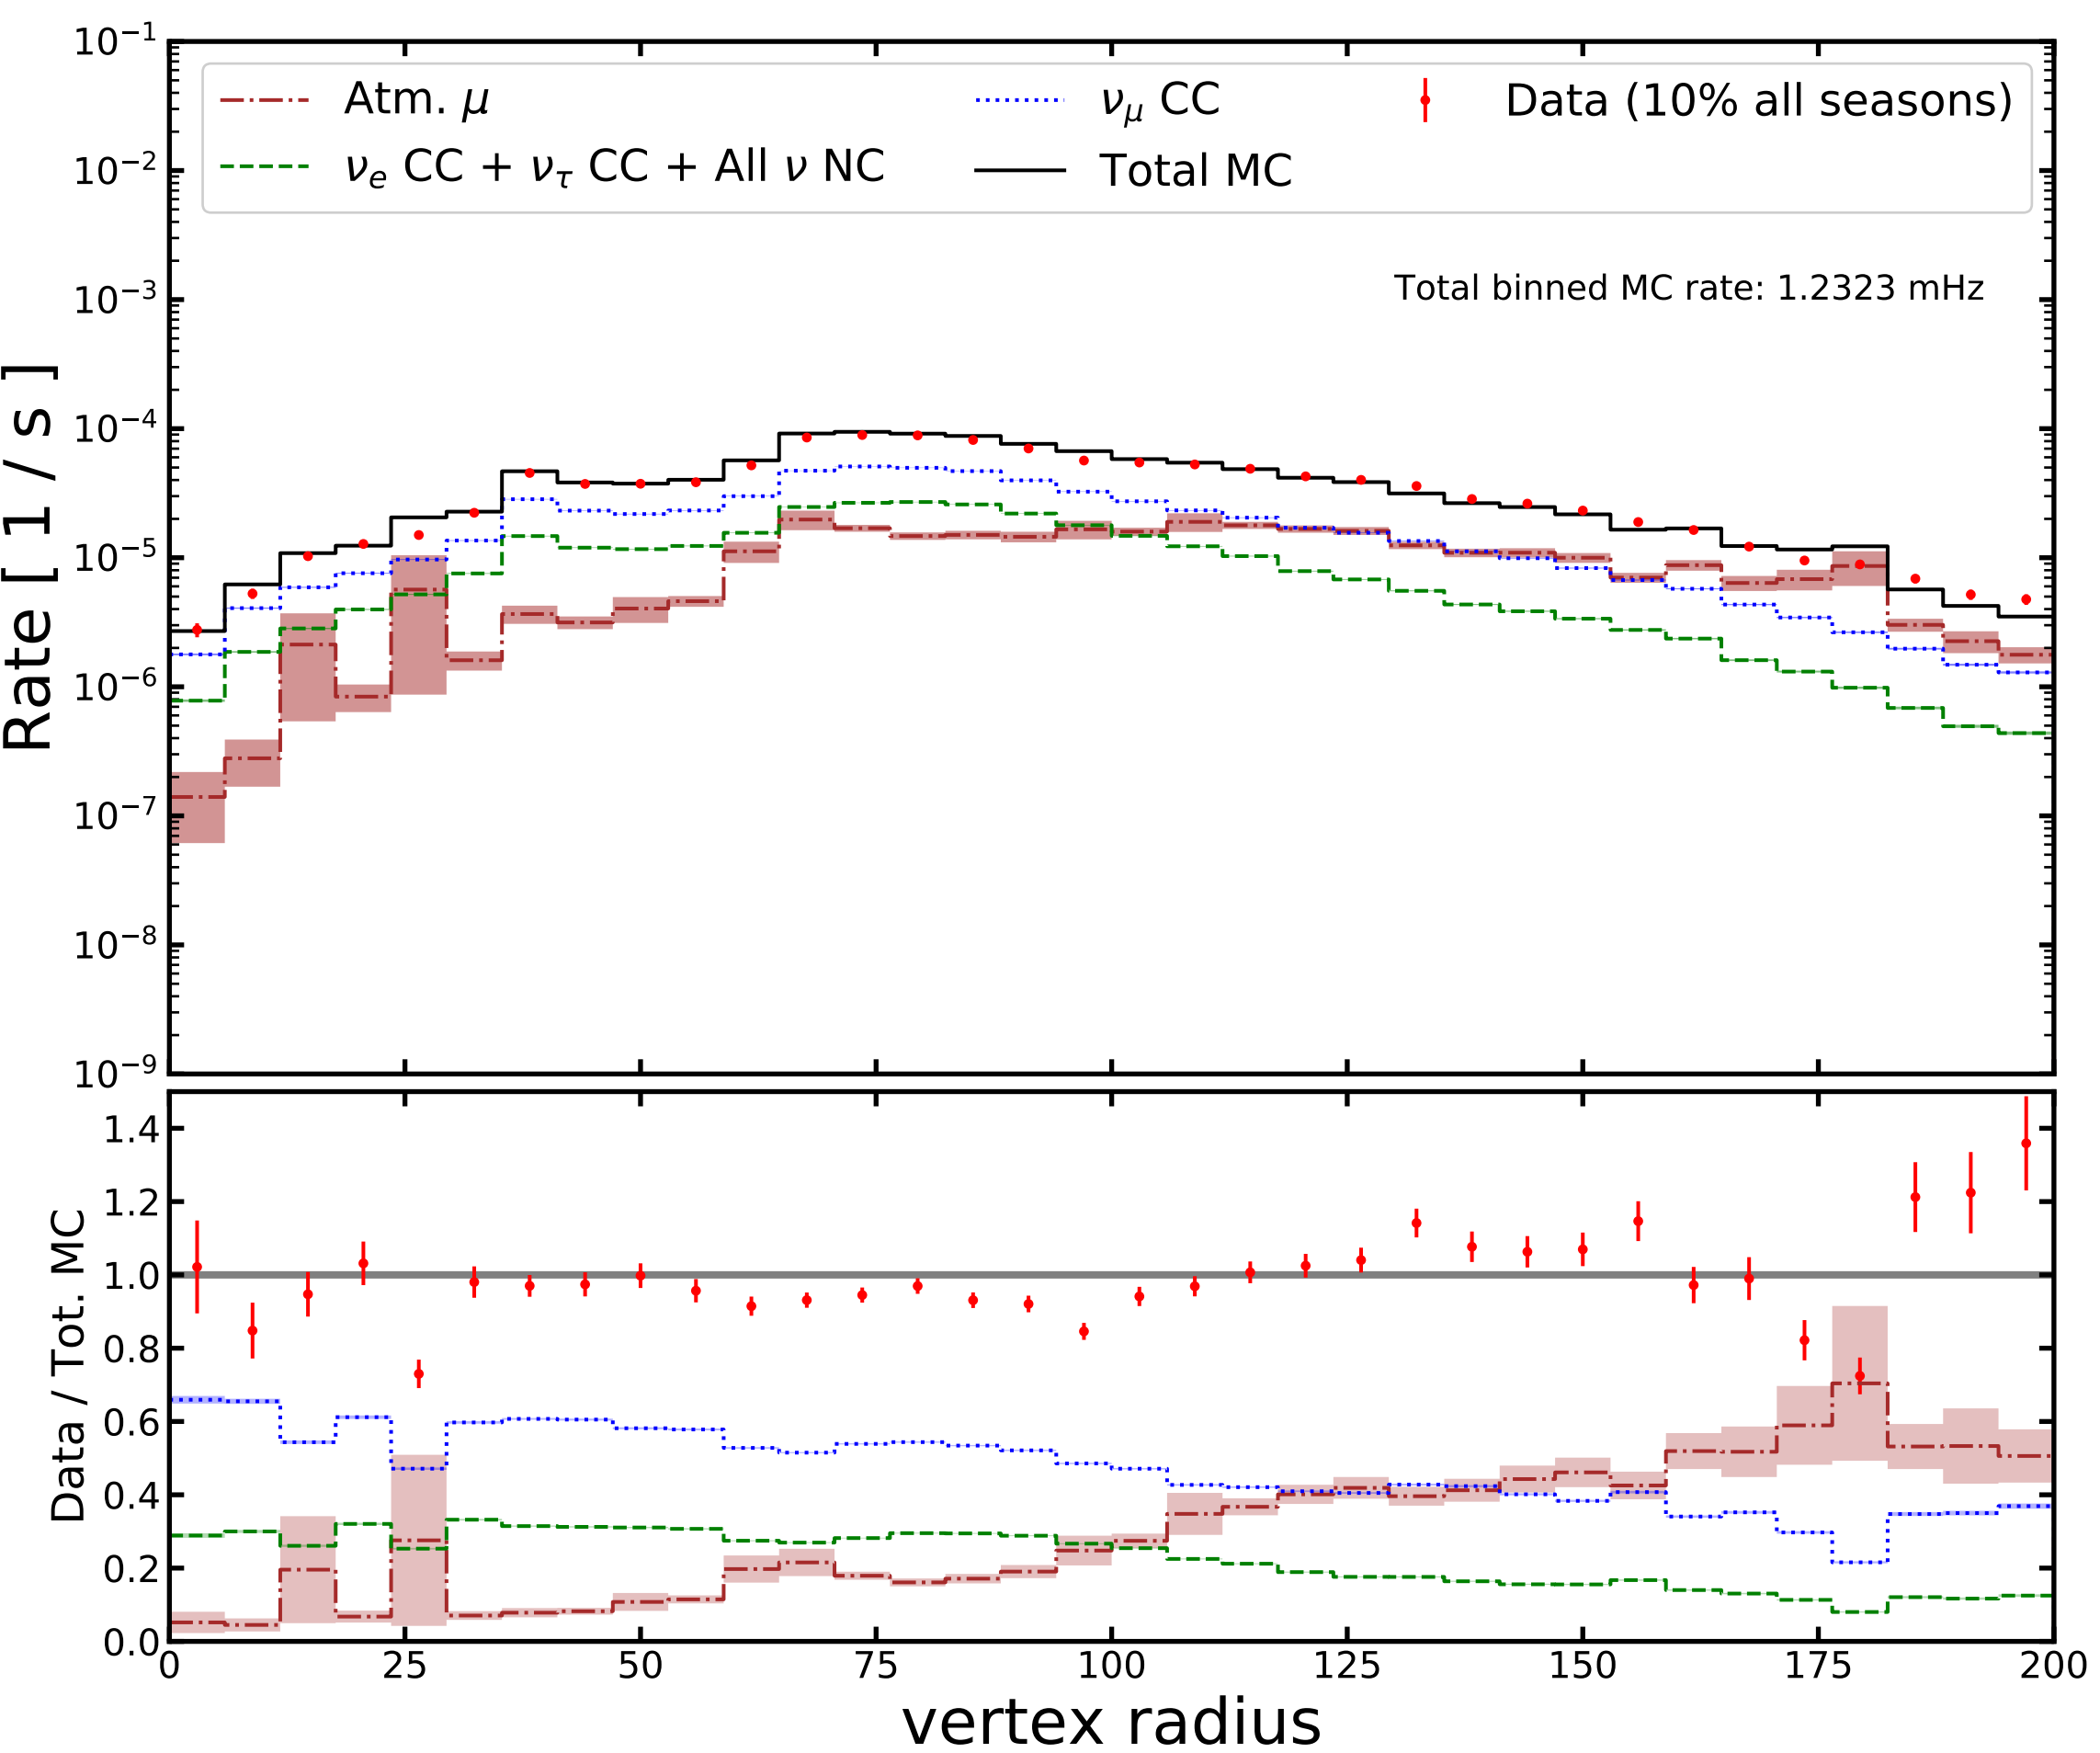 Rate [ 1 / s ]
10⁻¹
10⁻²
10⁻³
10⁻⁴
10⁻⁵
10⁻⁶
10⁻⁷
10⁻⁸
10⁻⁹
Atm. μ
νₑ CC + ν_τ CC + All ν NC
ν_μ CC
Total MC
Data (10% all seasons)
Total binned MC rate: 1.2323 mHz
Data / Tot. MC
1.4
1.2
1.0
0.8
0.6
0.4
0.2
0.0
0 25 50 75 100 125 150 175 200
vertex radius